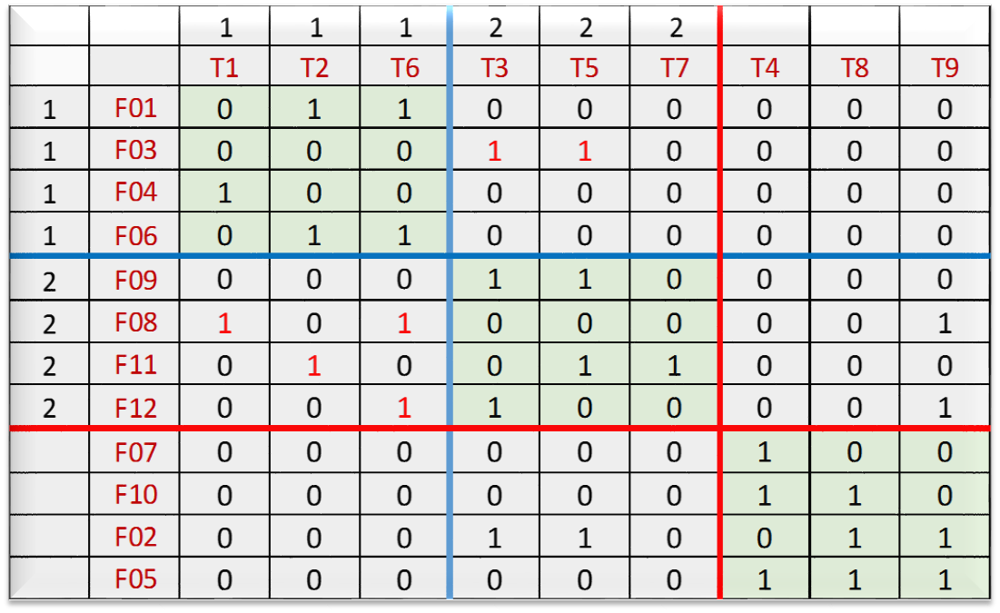 1 1 1 2 2 2
T1 T2 T6 T3 T5 T7 T4 T8 T9
1 F01 0 1 1 0 0 0 0 0 0
1 F03 0 0 0 1 1 0 0 0 0
1 F04 1 0 0 0 0 0 0 0 0
1 F06 0 1 1 0 0 0 0 0 0
2 F09 0 0 0 1 1 0 0 0 0
2 F08 1 0 1 0 0 0 0 0 1
2 F11 0 1 0 0 1 1 0 0 0
2 F12 0 0 1 1 0 0 0 0 1
F07 0 0 0 0 0 0 1 0 0
F10 0 0 0 0 0 0 1 1 0
F02 0 0 0 1 1 0 0 1 1
F05 0 0 0 0 0 0 1 1 1